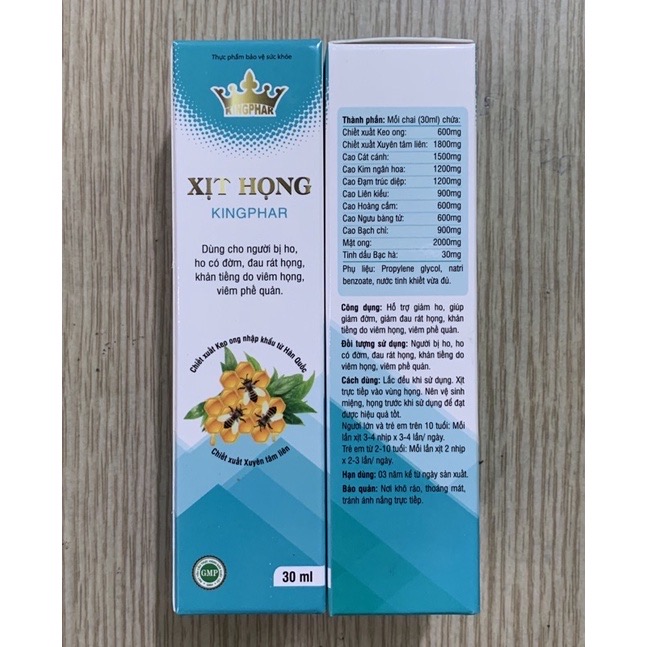 Thực phẩm bảo vệ sức khỏe
KINGPHAR
XỊT HỌNG
KINGPHAR
Dùng cho người bị ho,
ho có đờm, đau rát họng,
khản tiếng do viêm họng,
viêm phế quản.
Chiết xuất Keo ong nhập khẩu từ Hàn Quốc
Chiết xuất Xuyên tâm liên
GMP
30 ml
Thành phần: Mỗi chai (30ml) chứa:
Chiết xuất Keo ong: 600mg
Chiết xuất Xuyên tâm liên: 1800mg
Cao Cát cánh: 1500mg
Cao Kim ngân hoa: 1200mg
Cao Đạm trúc diệp: 1200mg
Cao Liên kiều: 900mg
Cao Hoàng cầm: 600mg
Cao Ngưu bàng tử: 600mg
Cao Bạch chỉ: 900mg
Mật ong: 2000mg
Tinh dầu Bạc hà: 30mg
Phụ liệu: Propylene glycol, natri
benzoate, nước tinh khiết vừa đủ.
Công dụng: Hỗ trợ giảm ho, giúp
giảm đờm, giảm đau rát họng, khản
tiếng do viêm họng, viêm phế quản.
Đối tượng sử dụng: Người bị ho, ho
có đờm, đau rát họng, khản tiếng do
viêm họng, viêm phế quản.
Cách dùng: Lắc đều khi sử dụng. Xịt
trực tiếp vào vùng họng. Nên vệ sinh
miệng, họng trước khi sử dụng để đạt
được hiệu quả tốt.
Người lớn và trẻ em trên 10 tuổi: Mỗi
lần xịt 3-4 nhịp x 3-4 lần/ ngày.
Trẻ em từ 2-10 tuổi: Mỗi lần xịt 2 nhịp
x 2-3 lần/ ngày.
Hạn dùng: 03 năm kể từ ngày sản xuất.
Bảo quản: Nơi khô ráo, thoáng mát,
tránh ánh nắng trực tiếp.